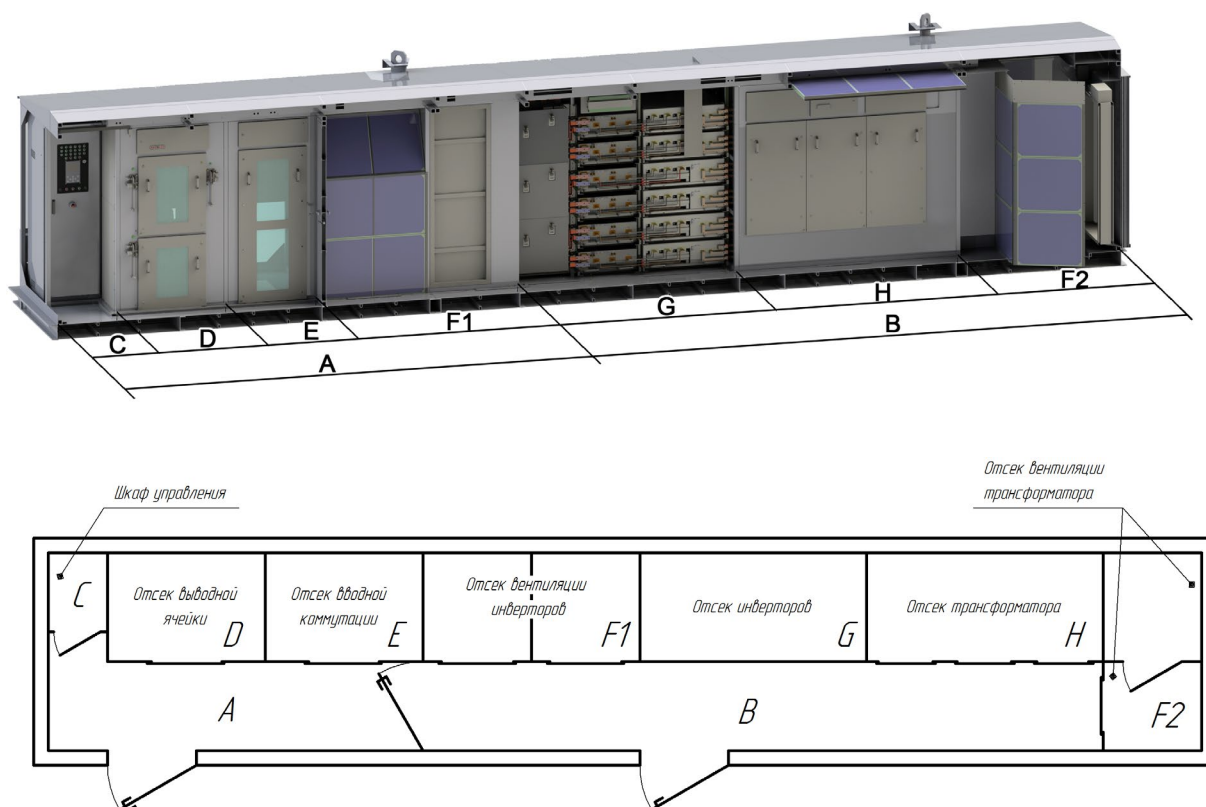 C
D
E
F1
G
H
F2
A
B
Шкаф управления
Отсек вентиляции
трансформатора
C
Отсек выводной
ячейки
D
Отсек вводной
коммутации
E
Отсек вентиляции
инверторов
F1
Отсек инверторов
G
Отсек трансформатора
H
A
B
F2